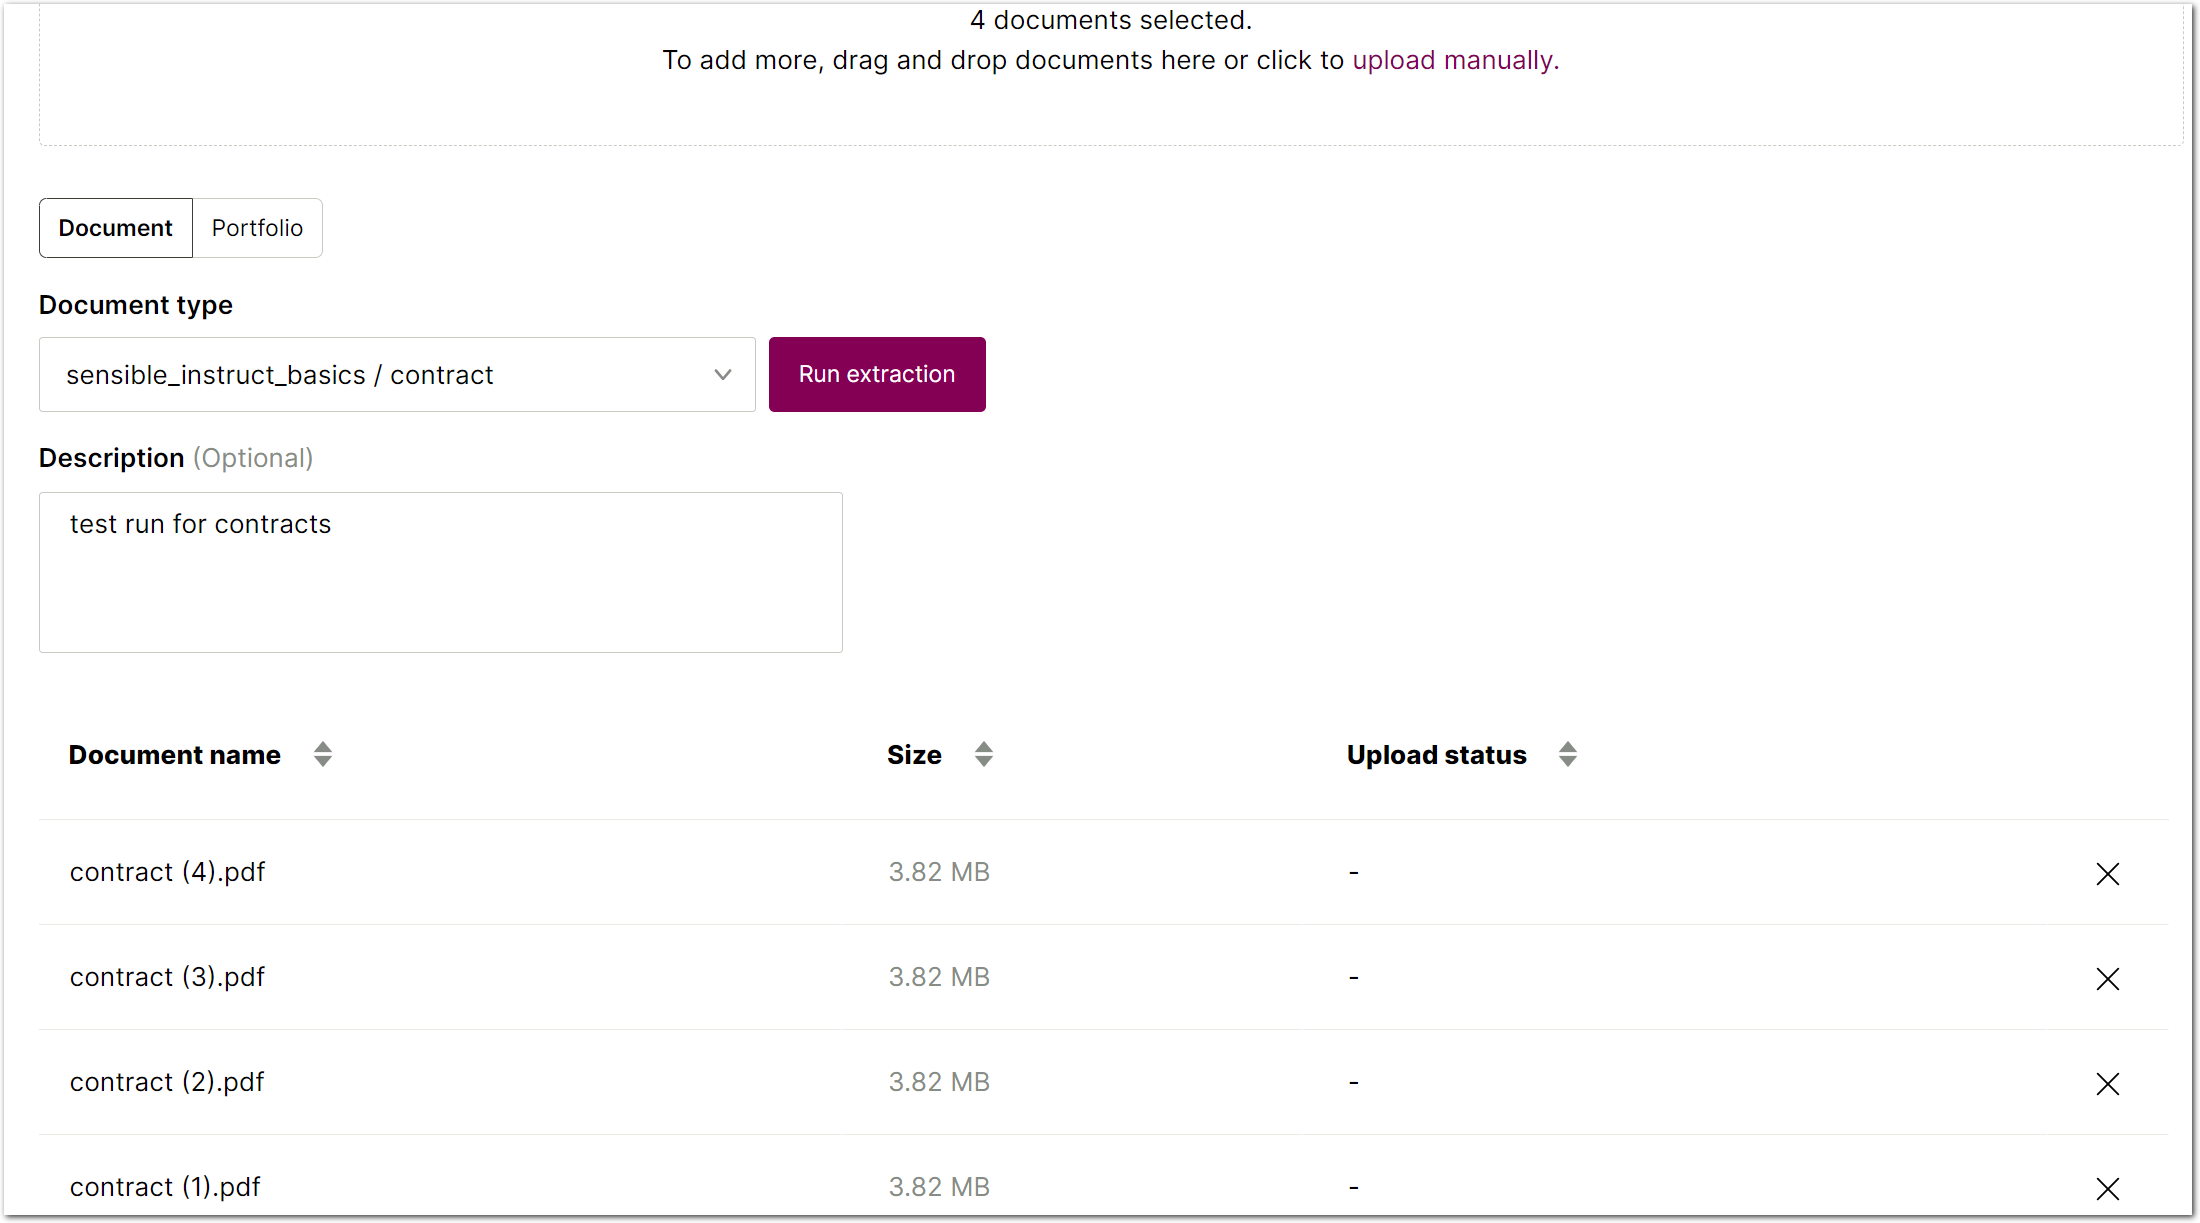 4 documents selected.
To add more, drag and drop documents here or click to upload manually.
Document Portfolio
Document type
sensible_instruct_basics / contract Run extraction
Description (Optional)
test run for contracts
Document name Size Upload status
contract (4).pdf 3.82 MB -
contract (3).pdf 3.82 MB -
contract (2).pdf 3.82 MB -
contract (1).pdf 3.82 MB -